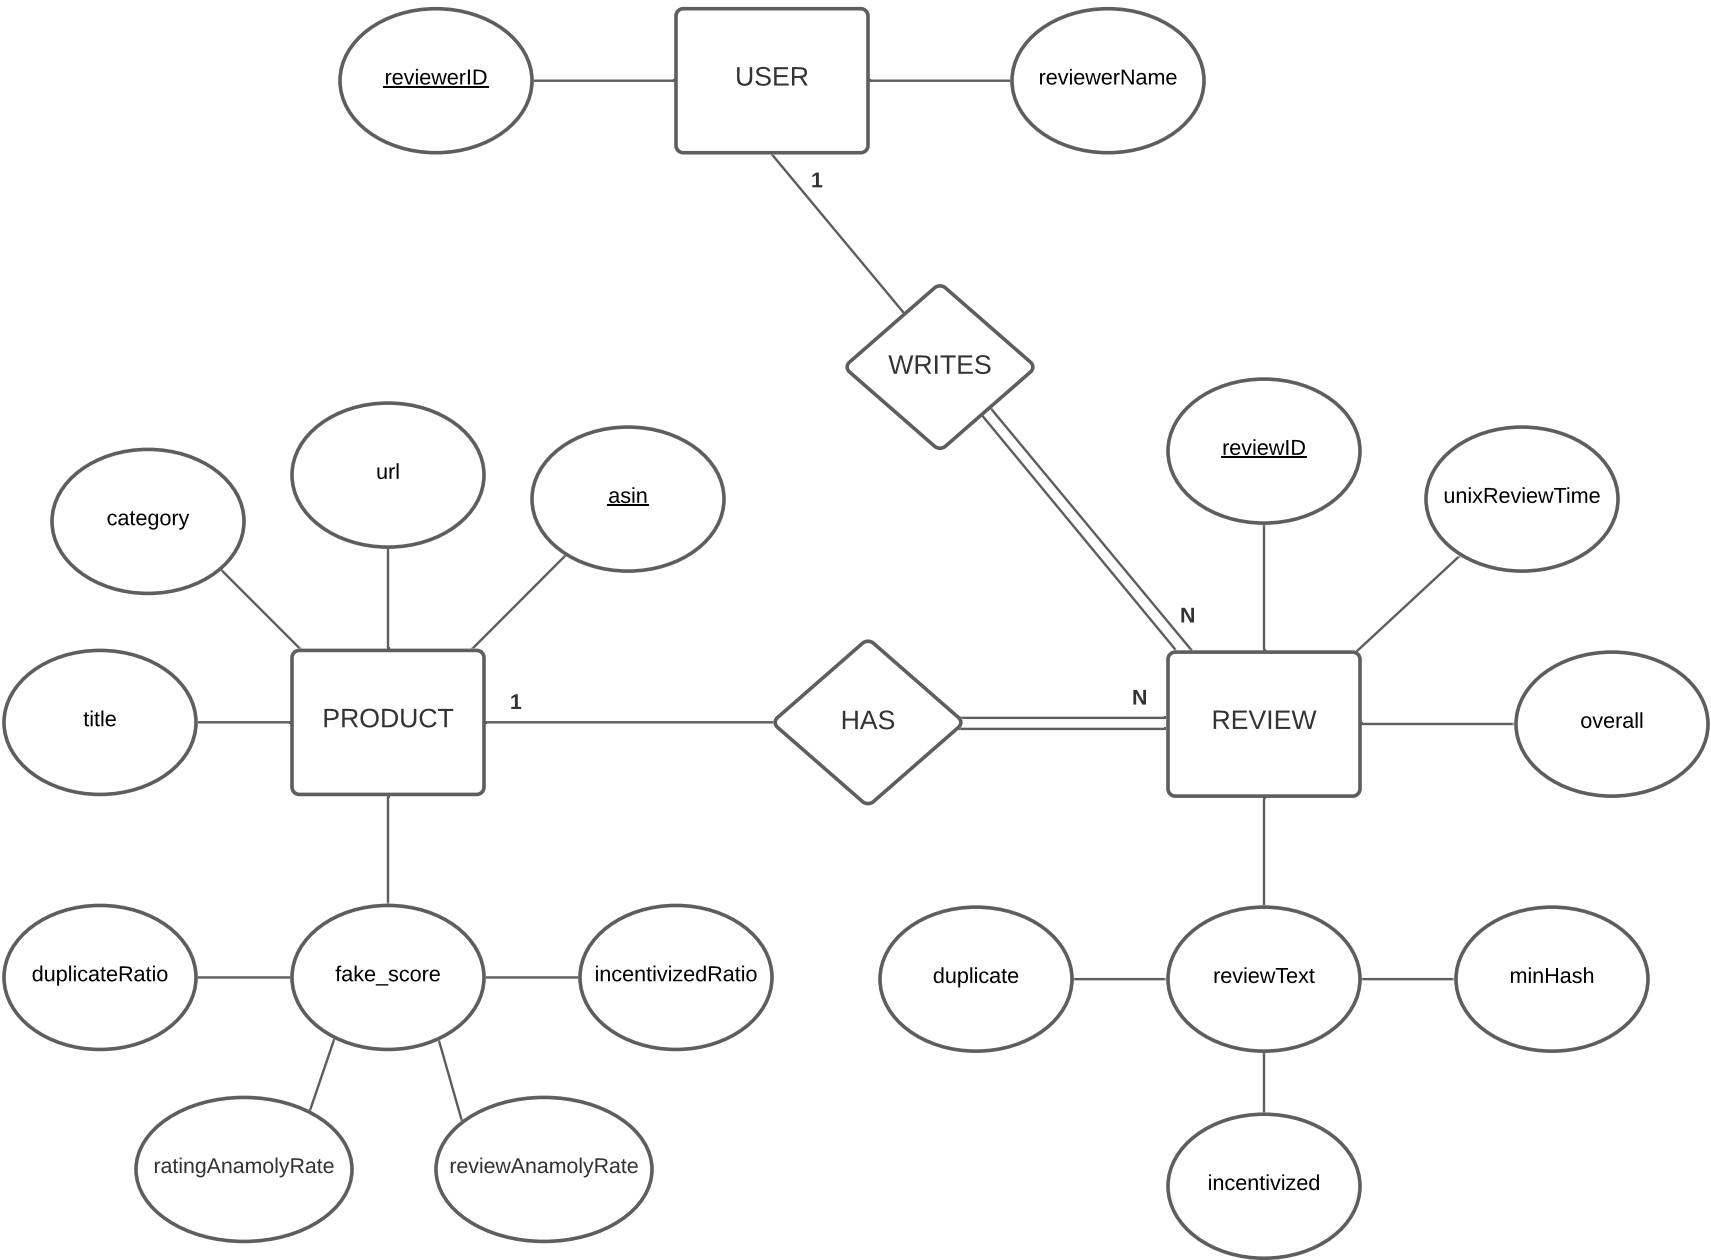 reviewerID
USER
reviewerName
1
WRITES
reviewID
url
asin
unixReviewTime
category
N
N
1
title
PRODUCT
HAS
REVIEW
overall
duplicateRatio
fake_score
incentivizedRatio
duplicate
reviewText
minHash
ratingAnamolyRate
reviewAnamolyRate
incentivized